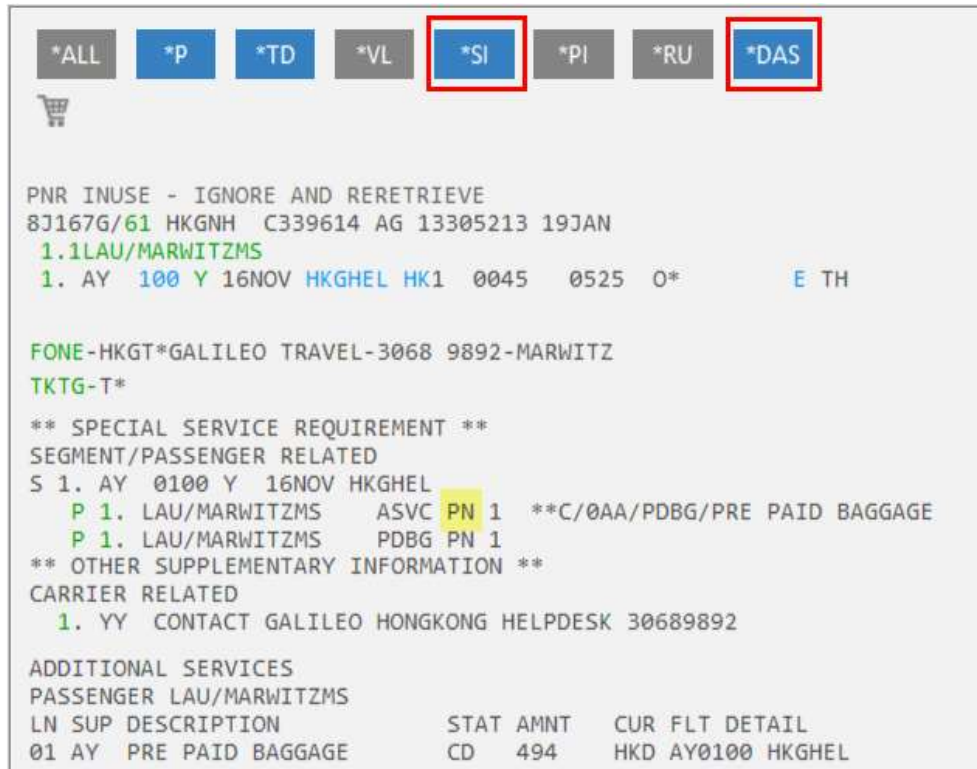 *ALL *P *TD *VL *SI *PI *RU *DAS
PNR INUSE - IGNORE AND RERETRIEVE
8J167G/61 HKGNH C339614 AG 13305213 19JAN
1.1LAU/MARWITZMS
1. AY 100 Y 16NOV HKGHEL HK1 0045 0525 O* E TH
FONE-HKGT*GALILEO TRAVEL-3068 9892-MARWITZ
TKTG-T*
** SPECIAL SERVICE REQUIREMENT **
SEGMENT/PASSENGER RELATED
S 1. AY 0100 Y 16NOV HKGHEL
P 1. LAU/MARWITZMS ASVC PN 1 **C/0AA/PDBG/PRE PAID BAGGAGE
P 1. LAU/MARWITZMS PDBG PN 1
** OTHER SUPPLEMENTARY INFORMATION **
CARRIER RELATED
1. YY CONTACT GALILEO HONGKONG HELPDESK 30689892
ADDITIONAL SERVICES
PASSENGER LAU/MARWITZMS
LN SUP DESCRIPTION STAT AMNT CUR FLT DETAIL
01 AY PRE PAID BAGGAGE CD 494 HKD AY0100 HKGHEL